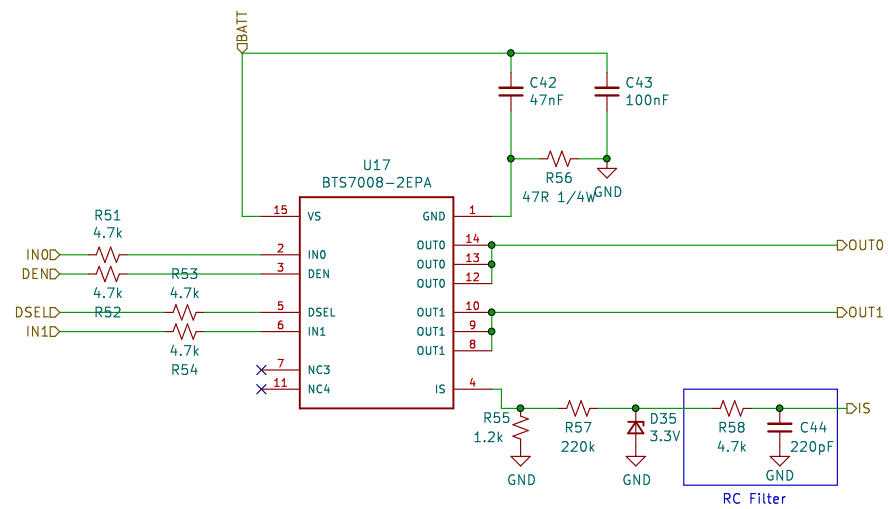 BATT
C42
47nF
C43
100nF
R56
47R 1/4W
GND
U17
BTS7008-2EPA
15
VS
GND
1
R51
4.7k
IN0
2
IN0
OUT0
14
OUT0
DEN
3
DEN
OUT0
13
4.7k
R52
R53
4.7k
OUT0
12
DSEL
5
DSEL
OUT1
10
OUT1
IN1
6
IN1
OUT1
9
4.7k
R54
OUT1
8
7
NC3
11
NC4
IS
4
R55
1.2k
GND
R57
220k
D35
3.3V
GND
R58
4.7k
C44
220pF
GND
IS
RC Filter